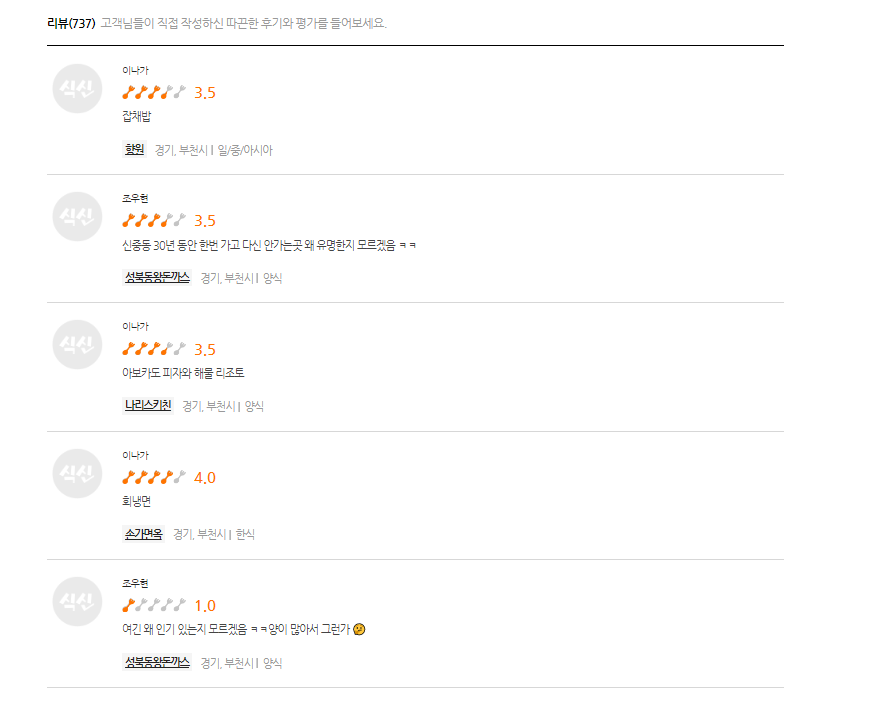 리뷰(737) 고객님들이 직접 작성하신 따끈한 후기와 평가를 들어보세요.
식신
이나가
3.5
잡채밥
향원 경기, 부천시 | 일/중/아시아
식신
조우현
3.5
신중동 30년 동안 한번 가고 다신 안가는곳 왜 유명한지 모르겠음 ㅋㅋ
성북동왕돈까스 경기, 부천시 | 양식
식신
이나가
3.5
아보카도 피자와 해물 리조토
나리스키친 경기, 부천시 | 양식
식신
이나가
4.0
회냉면
손가면옥 경기, 부천시 | 한식
식신
조우현
1.0
여긴 왜 인기 있는지 모르겠음 ㅋㅋ양이 많아서 그런가 🫤
성북동왕돈까스 경기, 부천시 | 양식